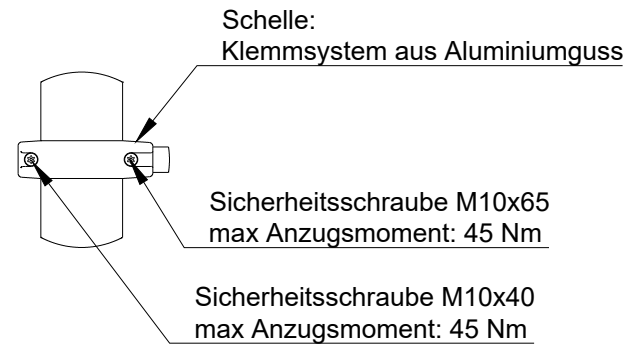 Schelle:
Klemmsystem aus Aluminiumguss
Sicherheitsschraube M10x65
max Anzugsmoment: 45 Nm
Sicherheitsschraube M10x40
max Anzugsmoment: 45 Nm